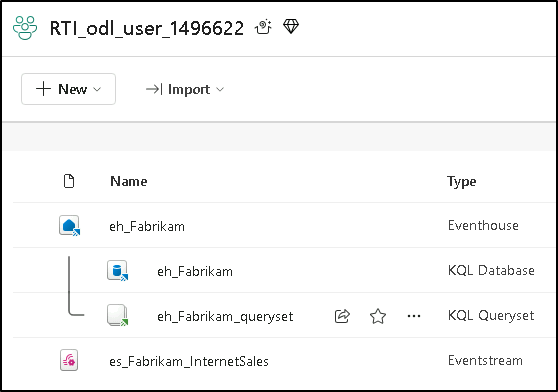 RTI_odl_user_1496622
New Import
Name Type
eh_Fabrikam Eventhouse
eh_Fabrikam KQL Database
eh_Fabrikam_queryset KQL Queryset
es_Fabrikam_InternetSales Eventstream